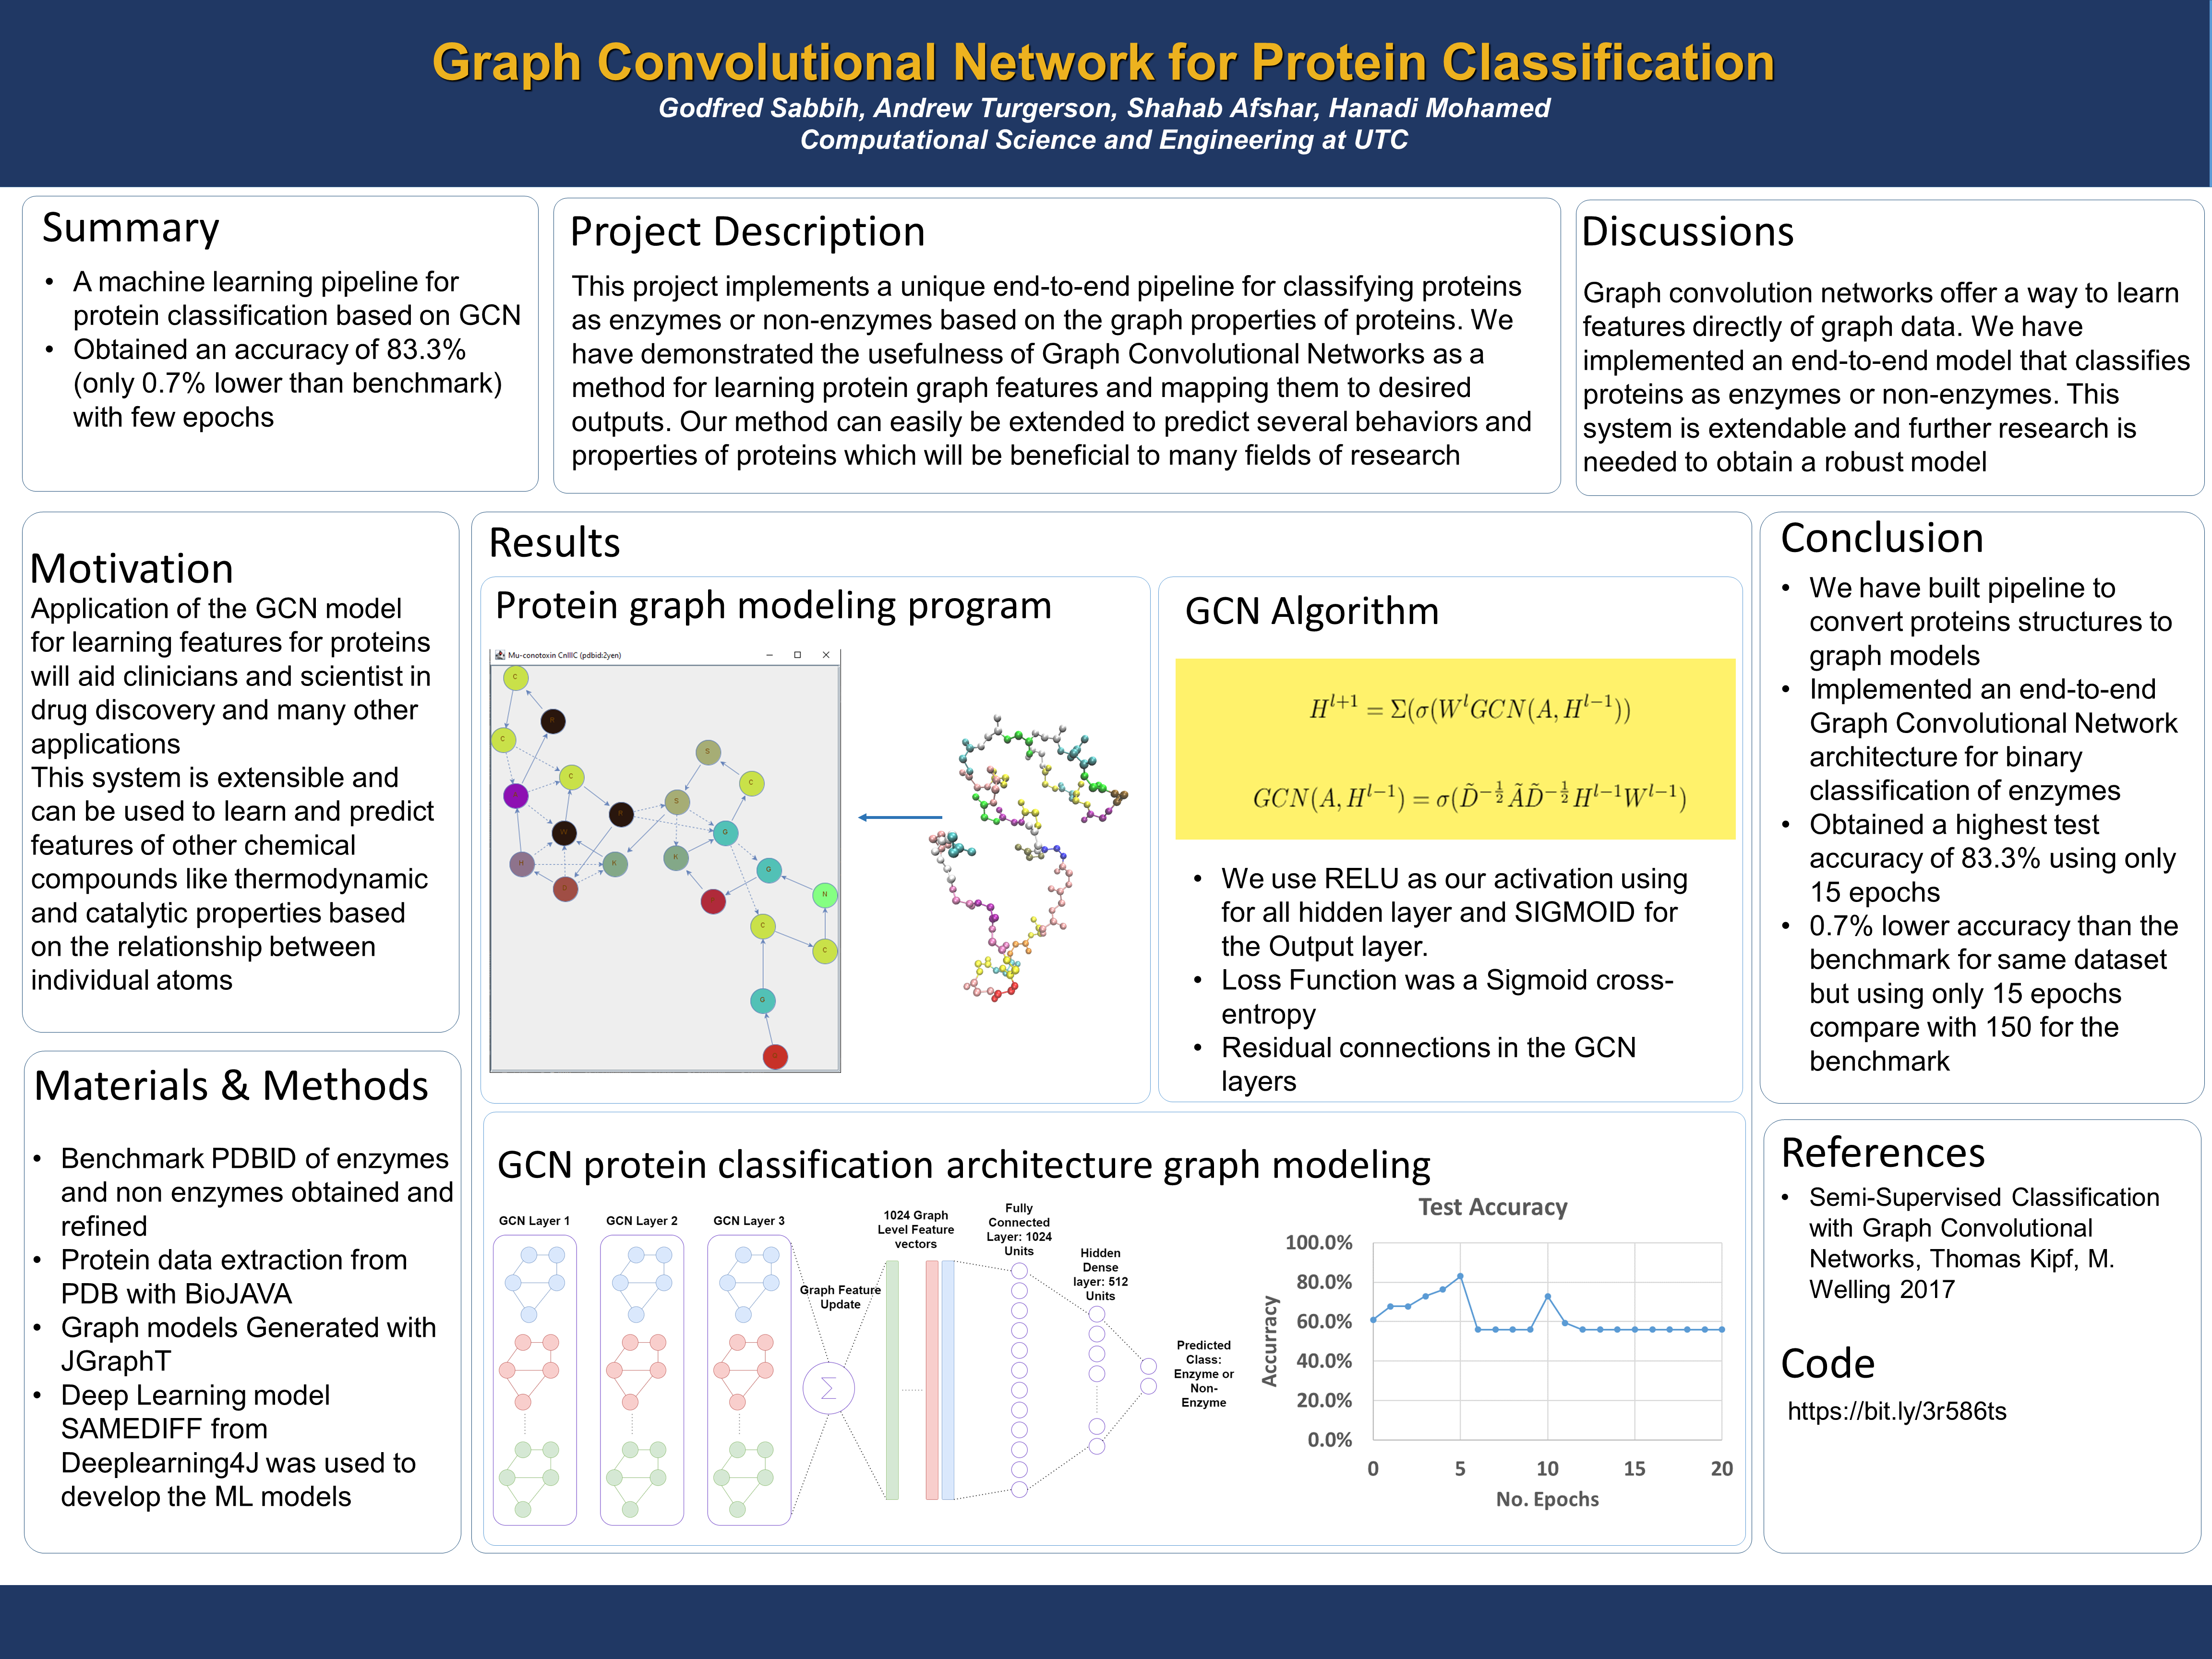 Graph Convolutional Network for Protein Classification
Godfred Sabbih, Andrew Turgerson, Shahab Afshar, Hanadi Mohamed
Computational Science and Engineering at UTC
Summary
• A machine learning pipeline for
protein classification based on GCN
• Obtained an accuracy of 83.3%
(only 0.7% lower than benchmark)
with few epochs
Project Description
This project implements a unique end-to-end pipeline for classifying proteins
as enzymes or non-enzymes based on the graph properties of proteins. We
have demonstrated the usefulness of Graph Convolutional Networks as a
method for learning protein graph features and mapping them to desired
outputs. Our method can easily be extended to predict several behaviors and
properties of proteins which will be beneficial to many fields of research
Discussions
Graph convolution networks offer a way to learn
features directly of graph data. We have
implemented an end-to-end model that classifies
proteins as enzymes or non-enzymes. This
system is extendable and further research is
needed to obtain a robust model
Motivation
Application of the GCN model
for learning features for proteins
will aid clinicians and scientist in
drug discovery and many other
applications
This system is extensible and
can be used to learn and predict
features of other chemical
compounds like thermodynamic
and catalytic properties based
on the relationship between
individual atoms
Materials & Methods
• Benchmark PDBID of enzymes
and non enzymes obtained and
refined
• Protein data extraction from
PDB with BioJAVA
• Graph models Generated with
JGraphT
• Deep Learning model
SAMEDIFF from
Deeplearning4J was used to
develop the ML models
Results
Protein graph modeling program
Mu-conotoxin CnIIIC (pdbid:2yen)
C
C
C
S
C
S
W
G
H
K
K
G
N
C
C
G
GCN Algorithm
H^{l+1} = Σ(σ(W^l GCN(A, H^{l−1}))
GCN(A, H^{l−1}) = σ(D̃^{−1/2} Ã D̃^{−1/2} H^{l−1} W^{l−1})
• We use RELU as our activation using
for all hidden layer and SIGMOID for
the Output layer.
• Loss Function was a Sigmoid cross-
entropy
• Residual connections in the GCN
layers
GCN protein classification architecture graph modeling
GCN Layer 1
GCN Layer 2
GCN Layer 3
Graph Feature
Update
Σ
1024 Graph
Level Feature
vectors
Fully
Connected
Layer: 1024
Units
Hidden
Dense
layer: 512
Units
Predicted
Class:
Enzyme or
Non-
Enzyme
Test Accuracy
Accurracy
100.0%
80.0%
60.0%
40.0%
20.0%
0.0%
0 5 10 15 20
No. Epochs
Conclusion
• We have built pipeline to
convert proteins structures to
graph models
• Implemented an end-to-end
Graph Convolutional Network
architecture for binary
classification of enzymes
• Obtained a highest test
accuracy of 83.3% using only
15 epochs
• 0.7% lower accuracy than the
benchmark for same dataset
but using only 15 epochs
compare with 150 for the
benchmark
References
• Semi-Supervised Classification
with Graph Convolutional
Networks, Thomas Kipf, M.
Welling 2017
Code
https://bit.ly/3r586ts